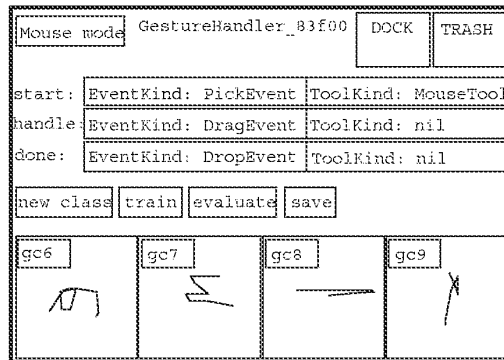 Mouse mode GestureHandler_83f00 DOCK TRASH
start: EventKind: PickEvent ToolKind: MouseTool
handle: EventKind: DragEvent ToolKind: nil
done: EventKind: DropEvent ToolKind: nil
new class train evaluate save
gc6 gc7 gc8 gc9